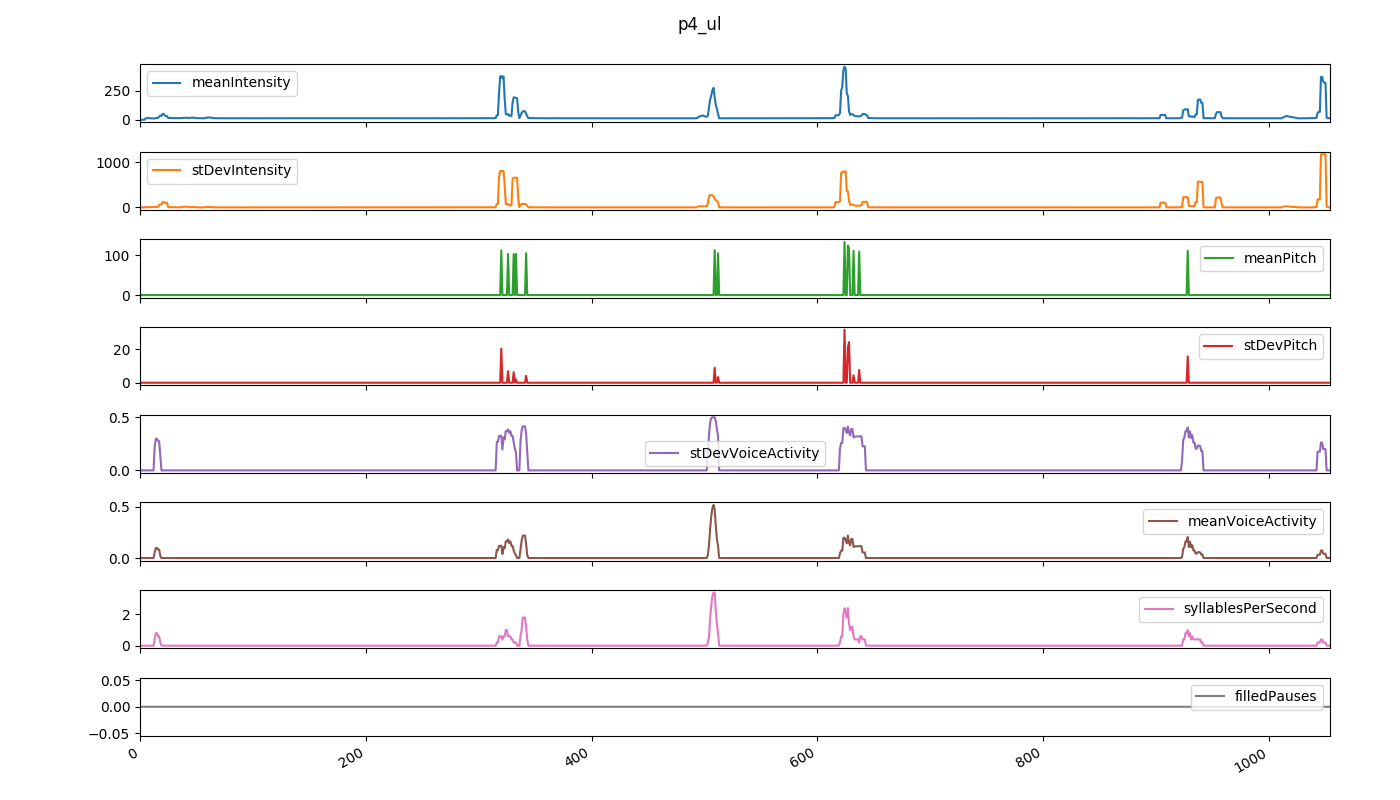 p4_ul
meanIntensity
250
0
stDevIntensity
1000
0
meanPitch
100
0
stDevPitch
20
0
stDevVoiceActivity
0.5
0.0
meanVoiceActivity
0.5
0.0
syllablesPerSecond
2
0
filledPauses
0.05
0.00
−0.05
0 200 400 600 800 1000